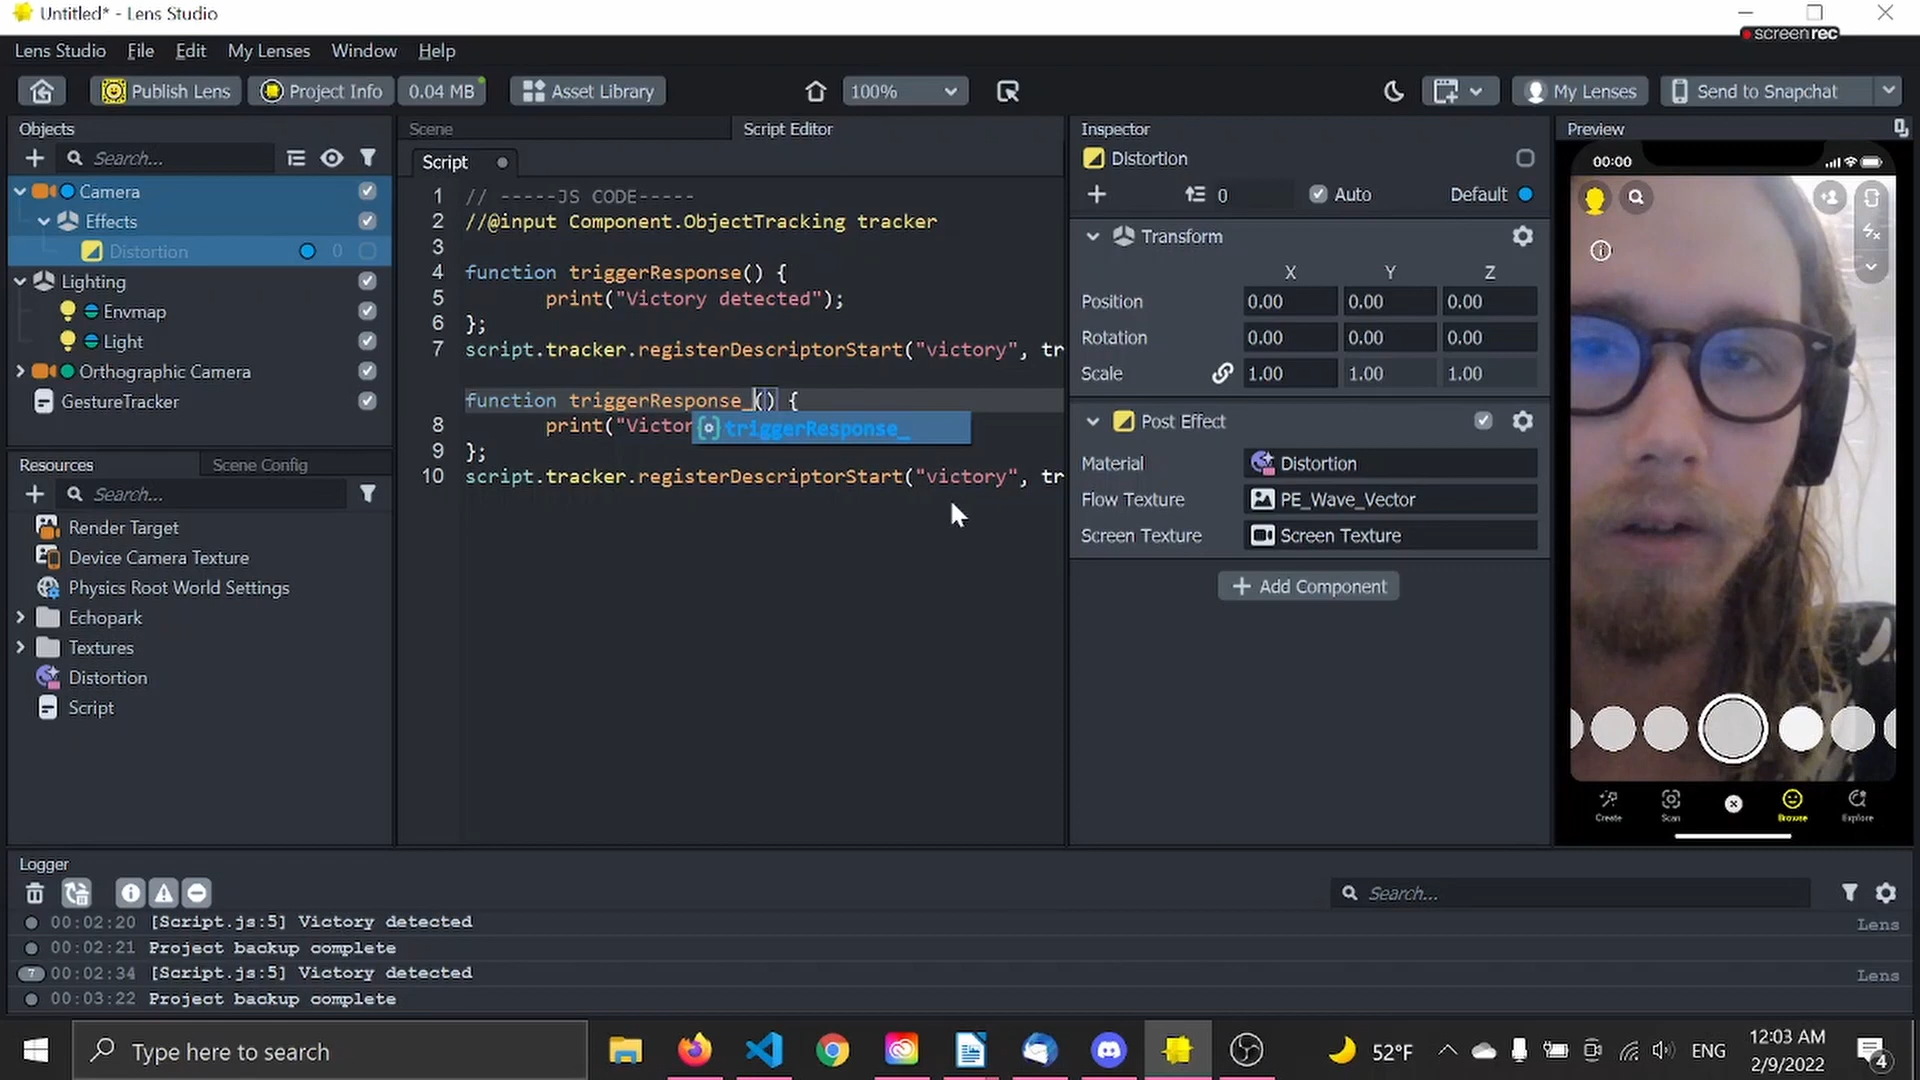 Untitled* - Lens Studio
screenrec
Lens Studio File Edit My Lenses Window Help
Publish Lens Project Info 0.04 MB Asset Library 100% My Lenses Send to Snapchat
Objects
Search...
Camera
Effects
Distortion 0
Lighting
Envmap
Light
Orthographic Camera
GestureTracker
Resources Scene Config
Search...
Render Target
Device Camera Texture
Physics Root World Settings
Echopark
Textures
Distortion
Script
Scene Script Editor
Script
1 // -----JS CODE-----
2 //@input Component.ObjectTracking tracker
3
4 function triggerResponse() {
5 print("Victory detected");
6 };
7 script.tracker.registerDescriptorStart("victory", tr
function triggerResponse_() {
8 print("Victor
triggerResponse_
9 };
10 script.tracker.registerDescriptorStart("victory", tr
Inspector
Distortion
0 Auto Default
Transform
X Y Z
Position 0.00 0.00 0.00
Rotation 0.00 0.00 0.00
Scale 1.00 1.00 1.00
Post Effect
Material Distortion
Flow Texture PE_Wave_Vector
Screen Texture Screen Texture
Add Component
Preview
00:00
Create Scan Browse Explore
Logger
Search...
00:02:20 [Script.js:5] Victory detected Lens
00:02:21 Project backup complete
7 00:02:34 [Script.js:5] Victory detected Lens
00:03:22 Project backup complete
Type here to search
52°F
ENG
12:03 AM
2/9/2022
4